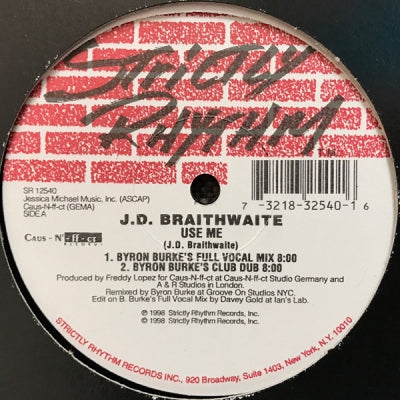 STRICTLY
RHYTHM
SR 12540
Jessica Michael Music, Inc. (ASCAP)
Caus-N-ff-ct (GEMA)
SIDE A
7 -3218-32540-1 6
CAUS - N'-ff-ct
RECORDS
J.D. BRAITHWAITE
USE ME
(J.D. Braithwaite)
1. BYRON BURKE'S FULL VOCAL MIX 8:00
2. BYRON BURKE'S CLUB DUB 8:00
Produced by Freddy Lopez for Caus-N-ff-ct at Caus-N-ff-ct Studio Germany and
A & R Studios in London.
Remixed by Byron Burke at Groove On Studios NYC.
Edit on B. Burke's Full Vocal Mix by Davey Gold at Ian's Lab.
℗ 1998 Strictly Rhythm Records, Inc.
© 1998 Strictly Rhythm Records, Inc.
STRICTLY RHYTHM RECORDS INC., 920 Broadway, Suite 1403, New York, N.Y. 10010